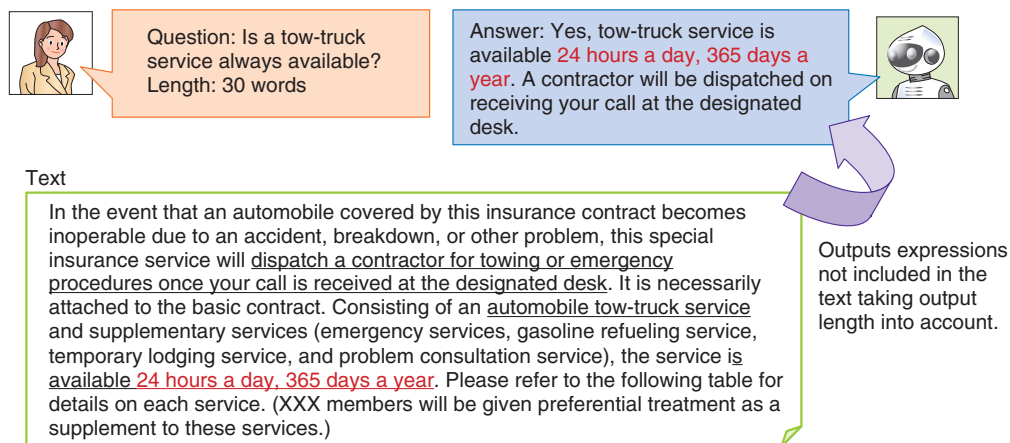 Question: Is a tow-truck
service always available?
Length: 30 words
Answer: Yes, tow-truck service is
available 24 hours a day, 365 days a
year. A contractor will be dispatched on
receiving your call at the designated
desk.
Text
In the event that an automobile covered by this insurance contract becomes
inoperable due to an accident, breakdown, or other problem, this special
insurance service will dispatch a contractor for towing or emergency
procedures once your call is received at the designated desk. It is necessarily
attached to the basic contract. Consisting of an automobile tow-truck service
and supplementary services (emergency services, gasoline refueling service,
temporary lodging service, and problem consultation service), the service is
available 24 hours a day, 365 days a year. Please refer to the following table for
details on each service. (XXX members will be given preferential treatment as a
supplement to these services.)
Outputs expressions
not included in the
text taking output
length into account.